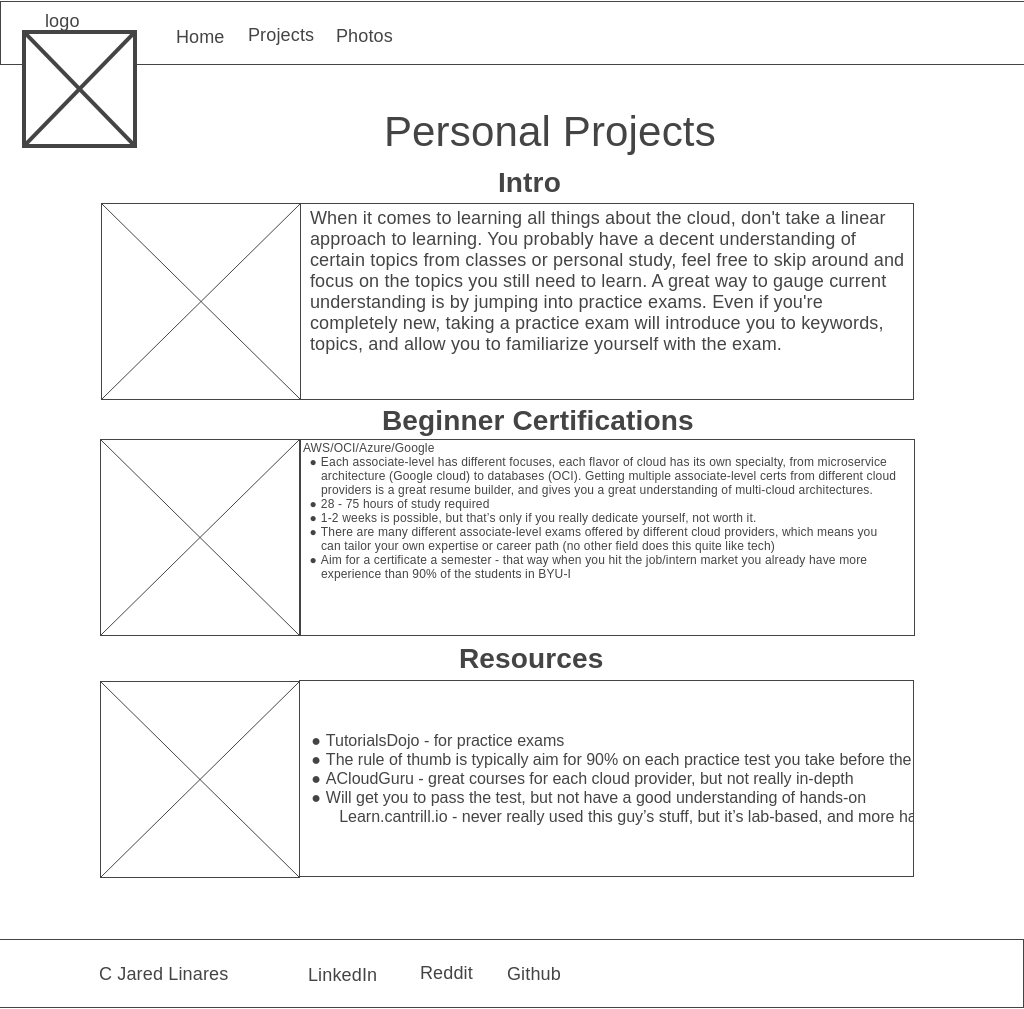 logo
Home Projects Photos
Personal Projects
Intro
When it comes to learning all things about the cloud, don't take a linear
approach to learning. You probably have a decent understanding of
certain topics from classes or personal study, feel free to skip around and
focus on the topics you still need to learn. A great way to gauge current
understanding is by jumping into practice exams. Even if you're
completely new, taking a practice exam will introduce you to keywords,
topics, and allow you to familiarize yourself with the exam.
Beginner Certifications
AWS/OCI/Azure/Google
● Each associate-level has different focuses, each flavor of cloud has its own specialty, from microservice
architecture (Google cloud) to databases (OCI). Getting multiple associate-level certs from different cloud
providers is a great resume builder, and gives you a great understanding of multi-cloud architectures.
● 28 - 75 hours of study required
● 1-2 weeks is possible, but that’s only if you really dedicate yourself, not worth it.
● There are many different associate-level exams offered by different cloud providers, which means you
can tailor your own expertise or career path (no other field does this quite like tech)
● Aim for a certificate a semester - that way when you hit the job/intern market you already have more
experience than 90% of the students in BYU-I
Resources
● TutorialsDojo - for practice exams
● The rule of thumb is typically aim for 90% on each practice test you take before the
● ACloudGuru - great courses for each cloud provider, but not really in-depth
● Will get you to pass the test, but not have a good understanding of hands-on
Learn.cantrill.io - never really used this guy’s stuff, but it’s lab-based, and more ha
C Jared Linares LinkedIn Reddit Github